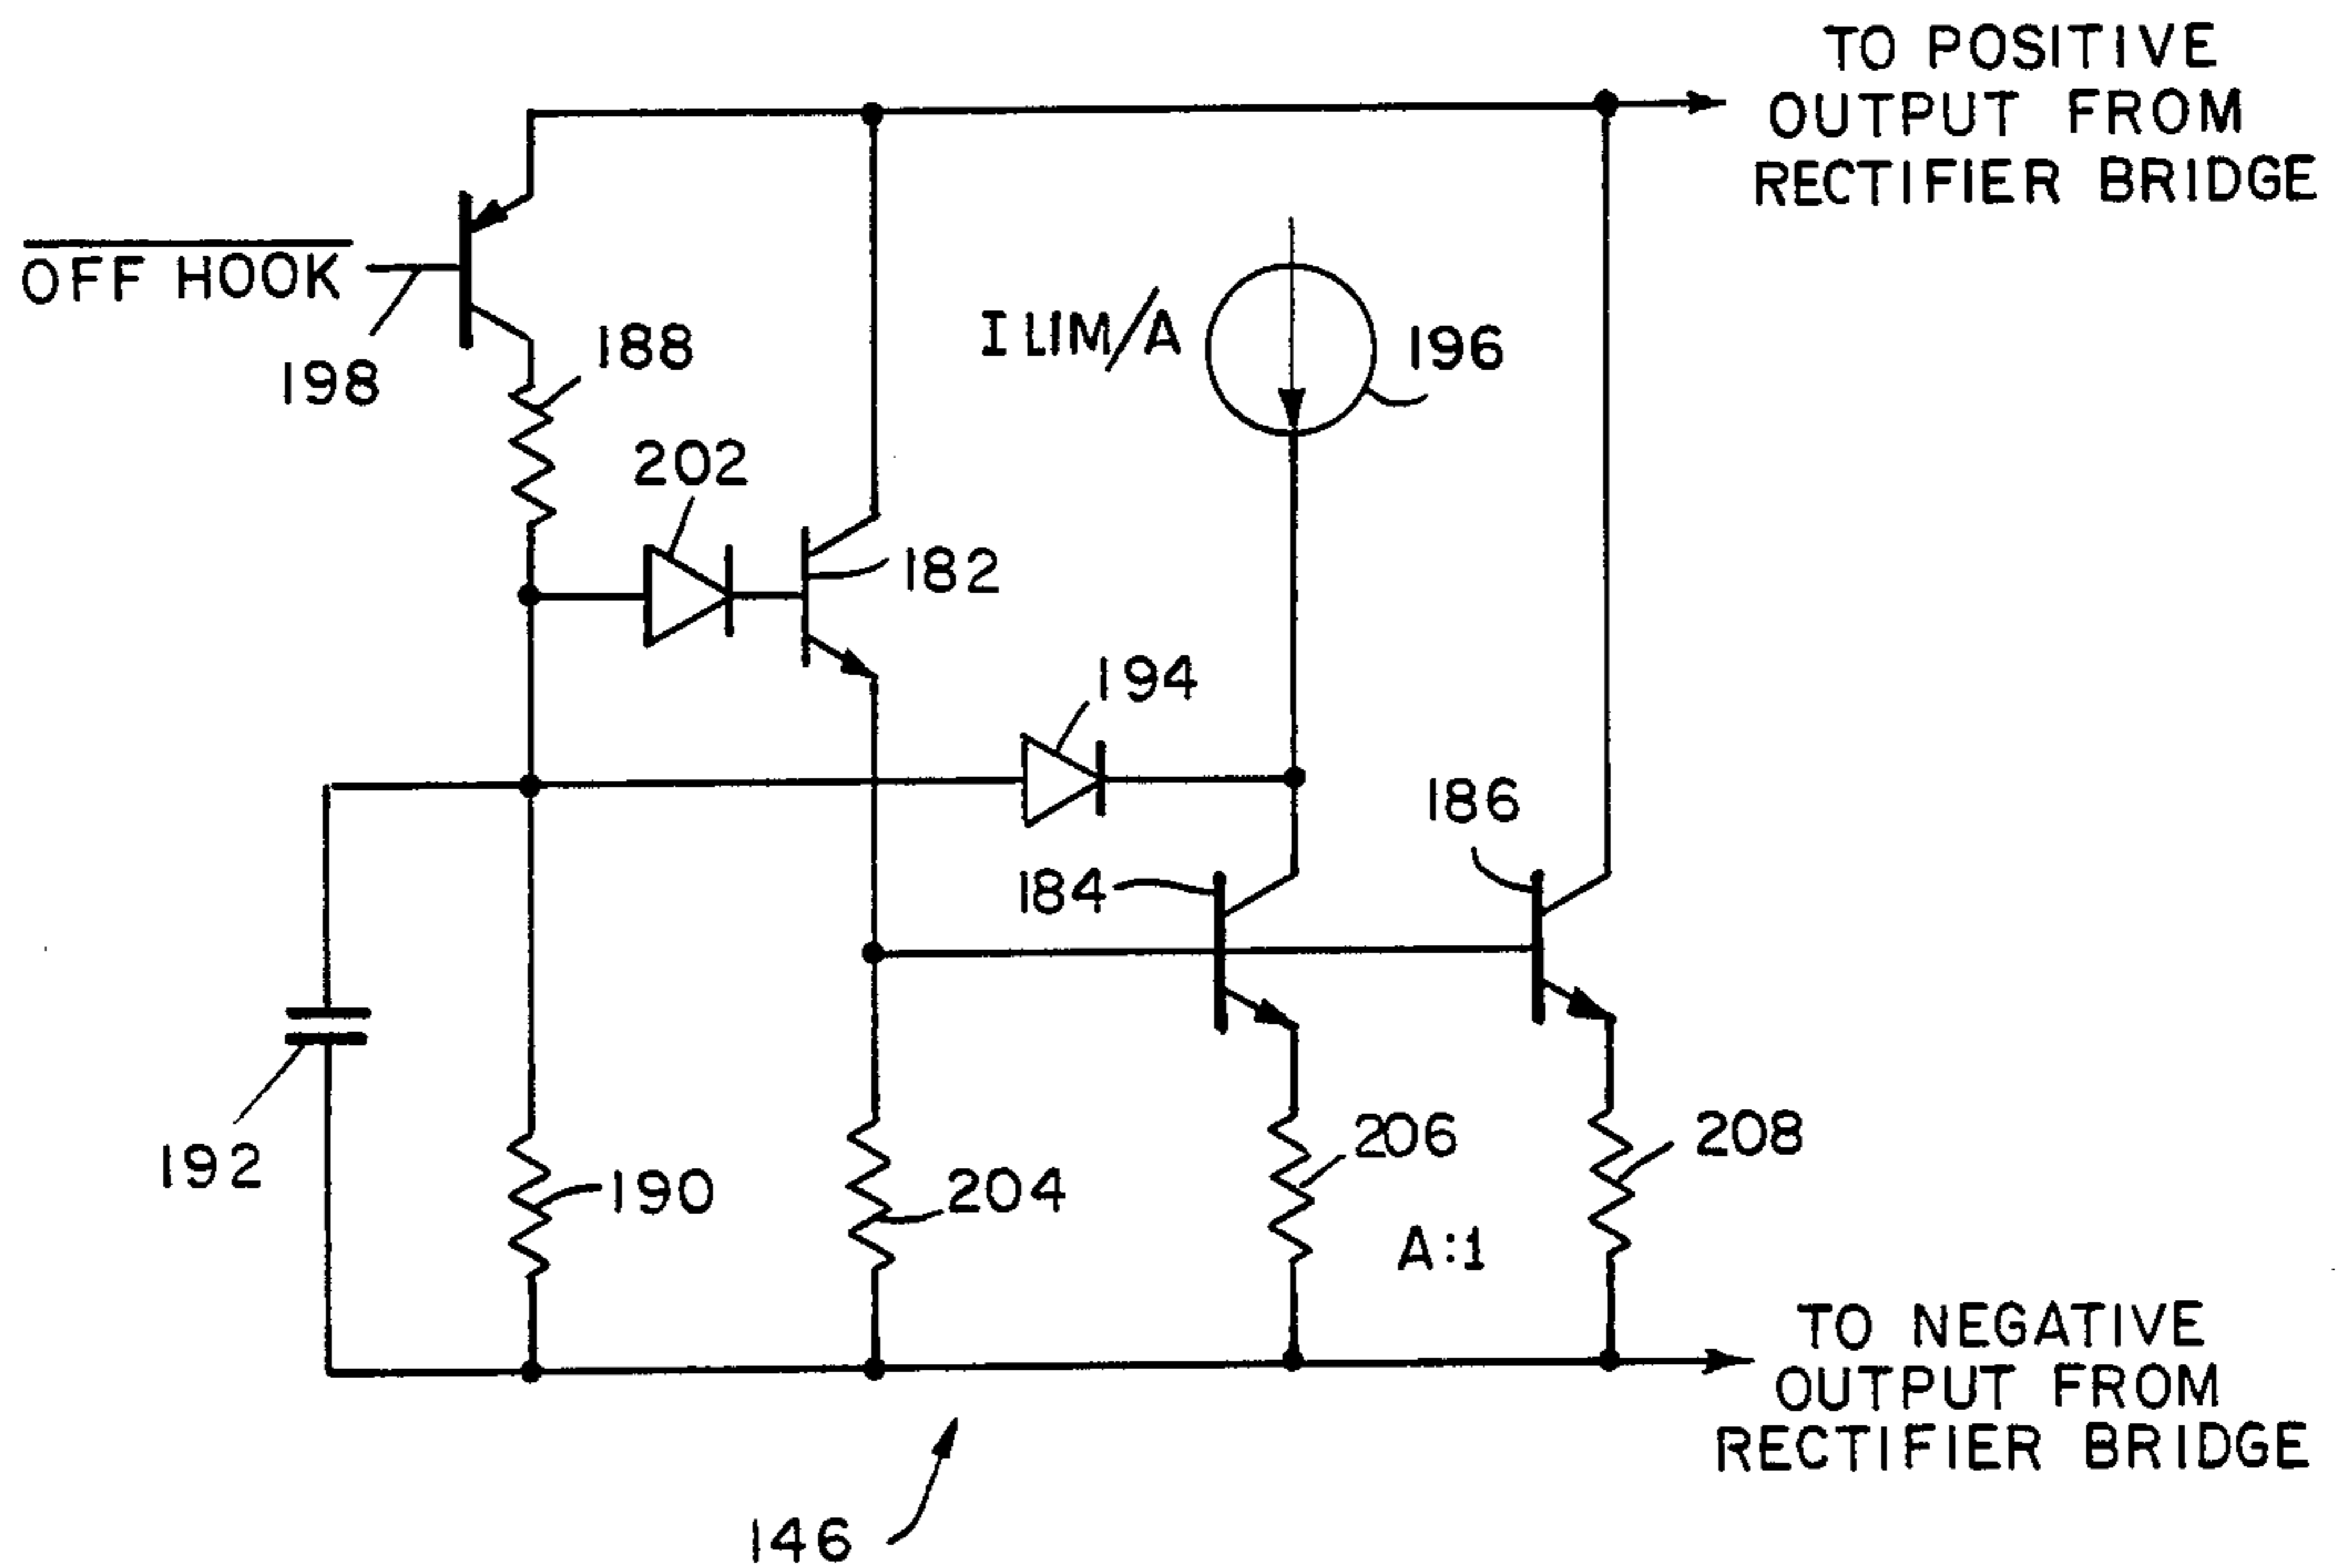 TO POSITIVE
OUTPUT FROM
RECTIFIER BRIDGE
OFF HOOK
198
188
I LIM/A
196
202
182
194
186
184
192
190
204
206
208
A:1
TO NEGATIVE
OUTPUT FROM
RECTIFIER BRIDGE
146